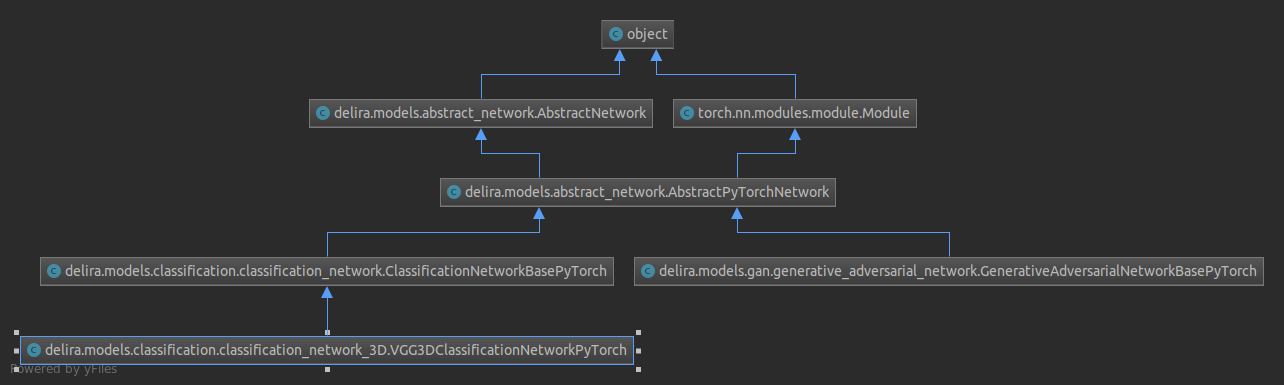 object
delira.models.abstract_network.AbstractNetwork
torch.nn.modules.module.Module
delira.models.abstract_network.AbstractPyTorchNetwork
delira.models.classification.classification_network.ClassificationNetworkBasePyTorch
delira.models.gan.generative_adversarial_network.GenerativeAdversarialNetworkBasePyTorch
delira.models.classification.classification_network_3D.VGG3DClassificationNetworkPyTorch
Powered by yFiles